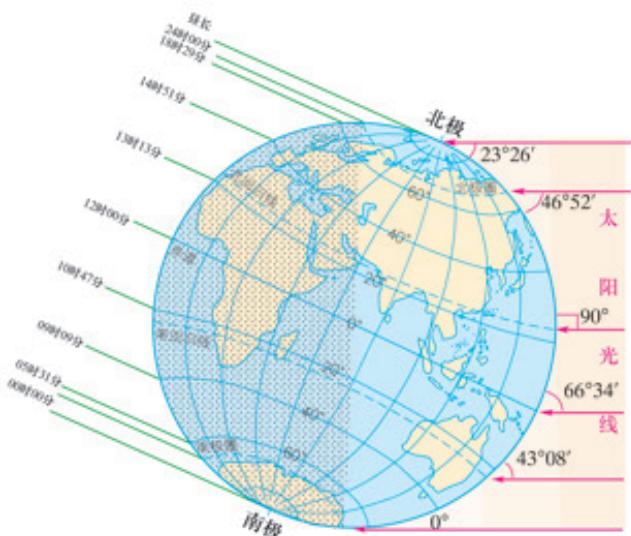 昼长
24时00分
18时29分
14时51分
13时13分
12时00分
10时47分
09时09分
05时31分
00时00分
北极
23°26′
北极圈
46°52′
60°
40°
北回归线
20°
赤道
0°
90°
太
阳
光
线
南回归线
20°
66°34′
40°
43°08′
南极圈
60°
0°
南极